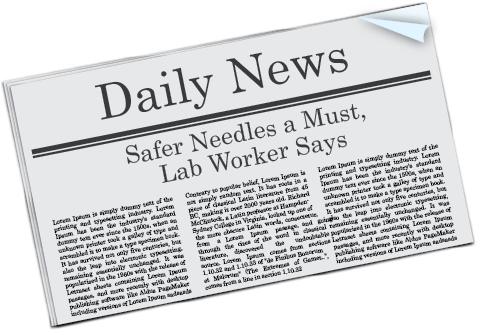 Daily News
Safer Needles a Must,
Lab Worker Says
Lorem Ipsum is simply dummy text of the
printing and typesetting industry. Lorem
Ipsum has been the industry's standard
dummy text ever since the 1500s, when an
unknown printer took a galley of type and
scrambled it to make a type specimen book.
It has survived not only five centuries, but
also the leap into electronic typesetting,
remaining essentially unchanged. It was
popularised in the 1960s with the release of
Letraset sheets containing Lorem Ipsum
passages, and more recently with desktop
publishing software like Aldus PageMaker
including versions of Lorem Ipsum
Contrary to popular belief, Lorem Ipsum is
not simply random text. It has roots in a
piece of classical Latin literature from 45
BC, making it over 2000 years old. Richard
McClintock, a Latin professor at Hampden-
Sydney College in Virginia, looked up one of
the more obscure Latin words, consectetur,
from a Lorem Ipsum passage, and
the cites of the word in classical
literature, discovered the undoubtable
source. Lorem Ipsum comes from sections
1.10.32 and 1.10.33 of "de Finibus Bonorum
et Malorum" (The Extremes of
comes from a line in section 1.10.32
Lorem Ipsum is simply dummy text of the
printing and typesetting industry. Lorem
Ipsum has been the industry's standard
dummy text ever since the 1500s, when an
unknown printer took a galley of type and
scrambled it to make a type specimen book.
It has survived not only five centuries, but
also the leap into electronic typesetting,
remaining essentially unchanged. It was
popularised in the 1960s with the release of
Letraset sheets containing Lorem Ipsum
passages, and more recently with desktop
publishing software like Aldus PageMaker
including versions of Lorem Ipsum